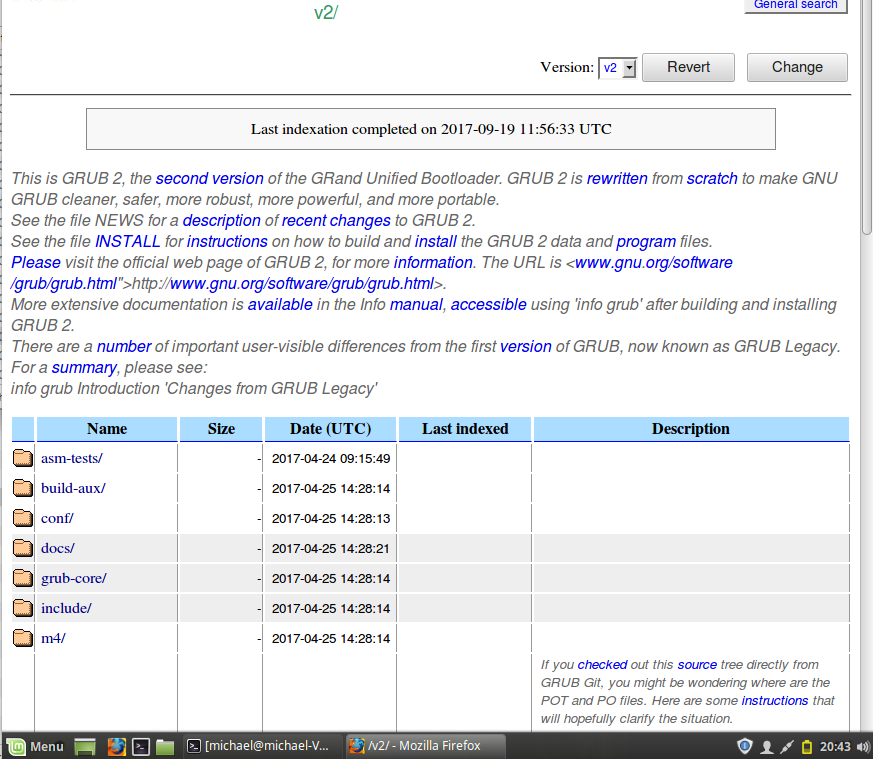 General search
v2/
Version: v2 Revert Change
Last indexation completed on 2017-09-19 11:56:33 UTC
This is GRUB 2, the second version of the GRand Unified Bootloader. GRUB 2 is rewritten from scratch to make GNU
GRUB cleaner, safer, more robust, more powerful, and more portable.
See the file NEWS for a description of recent changes to GRUB 2.
See the file INSTALL for instructions on how to build and install the GRUB 2 data and program files.
Please visit the official web page of GRUB 2, for more information. The URL is <www.gnu.org/software
/grub/grub.html">http://www.gnu.org/software/grub/grub.html>.
More extensive documentation is available in the Info manual, accessible using 'info grub' after building and installing
GRUB 2.
There are a number of important user-visible differences from the first version of GRUB, now known as GRUB Legacy.
For a summary, please see:
info grub Introduction 'Changes from GRUB Legacy'
Name Size Date (UTC) Last indexed Description
asm-tests/ - 2017-04-24 09:15:49
build-aux/ - 2017-04-25 14:28:14
conf/ - 2017-04-25 14:28:13
docs/ - 2017-04-25 14:28:21
grub-core/ - 2017-04-25 14:28:14
include/ - 2017-04-25 14:28:14
m4/ - 2017-04-25 14:28:14
If you checked out this source tree directly from
GRUB Git, you might be wondering where are the
POT and PO files. Here are some instructions that
will hopefully clarify the situation.
Menu [michael@michael-V... /v2/ - Mozilla Firefox 20:43